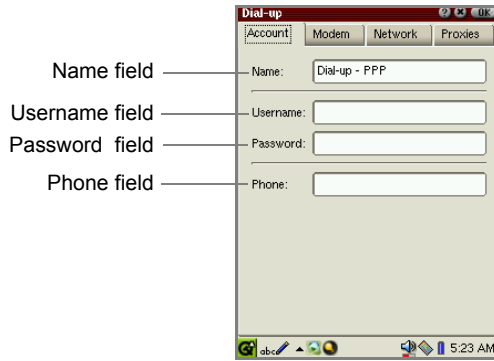 Dial-up ? X OK
Account Modem Network Proxies
Name field Name: Dial-up - PPP
Username field Username:
Password field Password:
Phone field Phone:
abc 5:23 AM